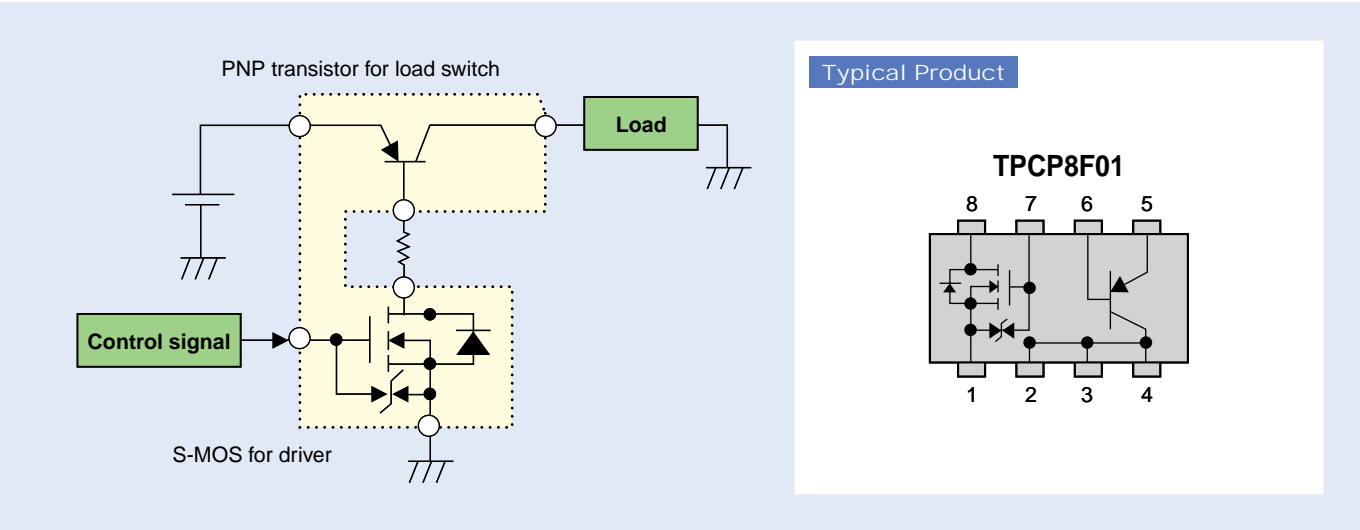 PNP transistor for load switch
Load
Control signal
S-MOS for driver
Typical Product
TPCP8F01
8 7 6 5
1 2 3 4